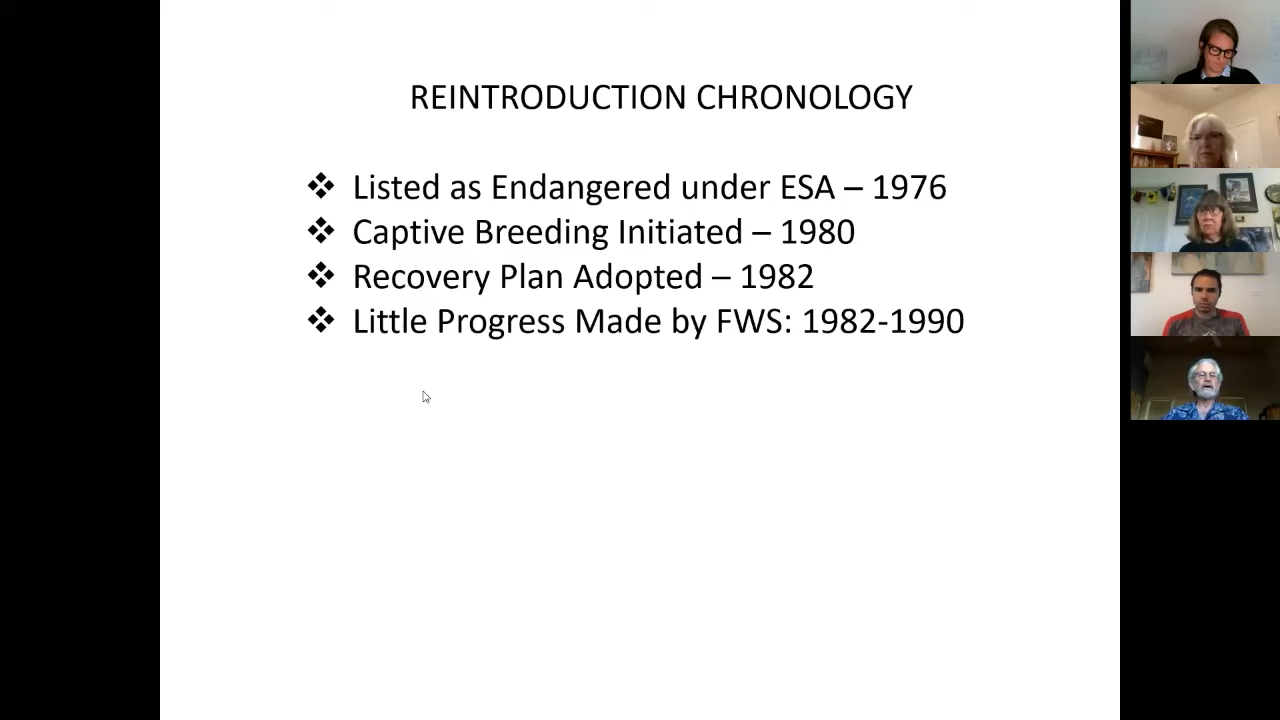 REINTRODUCTION CHRONOLOGY
❖ Listed as Endangered under ESA – 1976
❖ Captive Breeding Initiated – 1980
❖ Recovery Plan Adopted – 1982
❖ Little Progress Made by FWS: 1982-1990